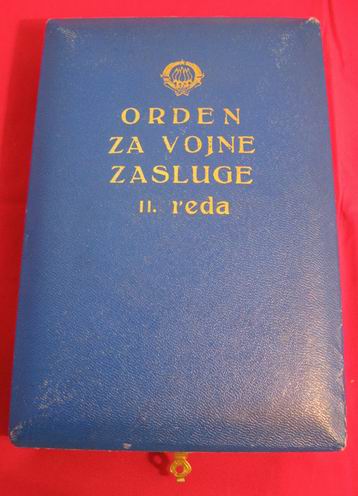 ORDEN
ZA VOJNE
ZASLUGE
II. reda